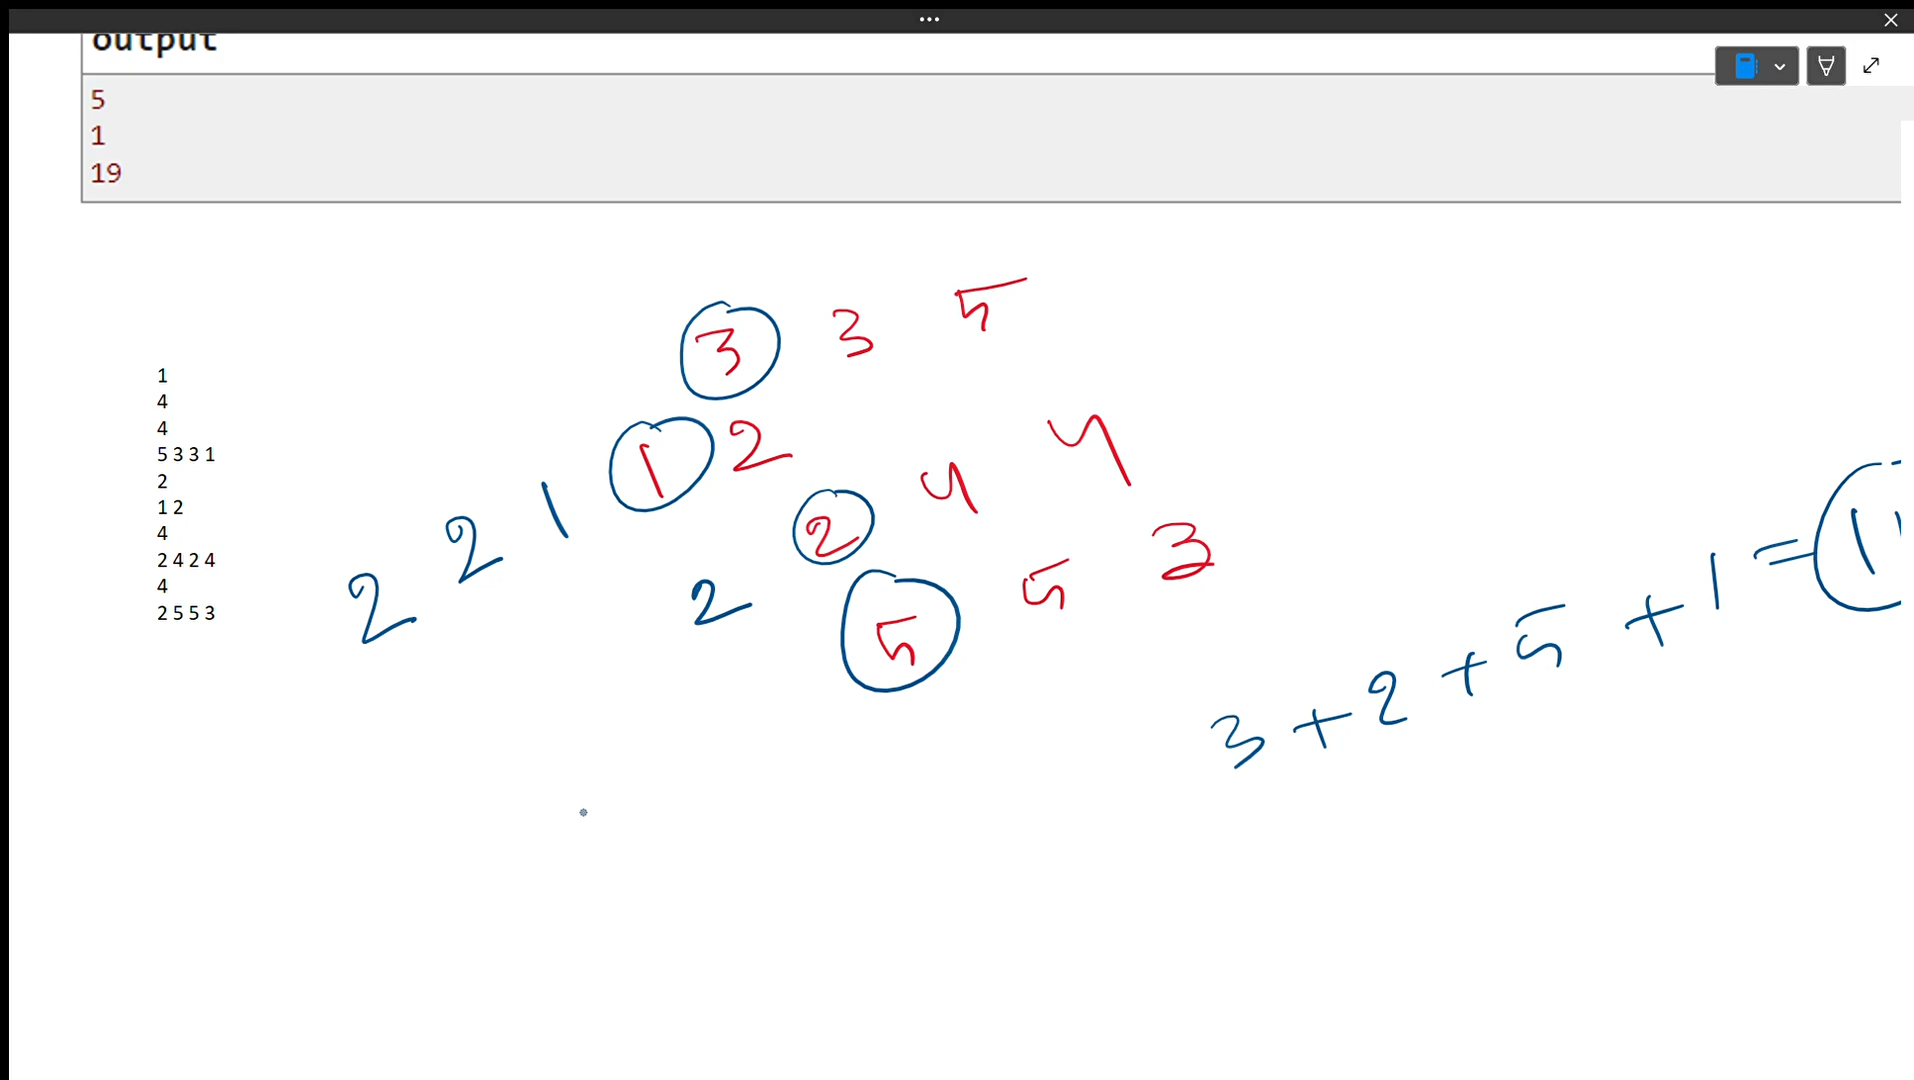 output
5
1
19
1
4
4
5 3 3 1
2
1 2
4
2 4 2 4
4
2 5 5 3
3 3 5
2 2 1 1 2
2 4 4
2 5 5 3
3 + 2 + 5 + 1 = 11